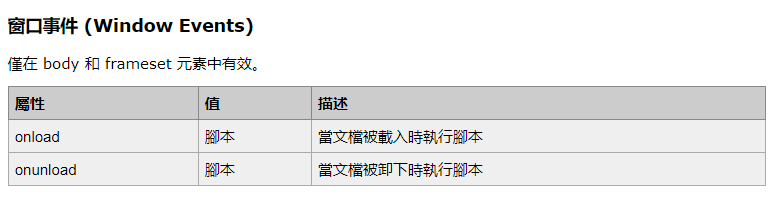 窗口事件 (Window Events)
僅在 body 和 frameset 元素中有效。
屬性 值 描述
onload 腳本 當文檔被載入時執行腳本
onunload 腳本 當文檔被卸下時執行腳本